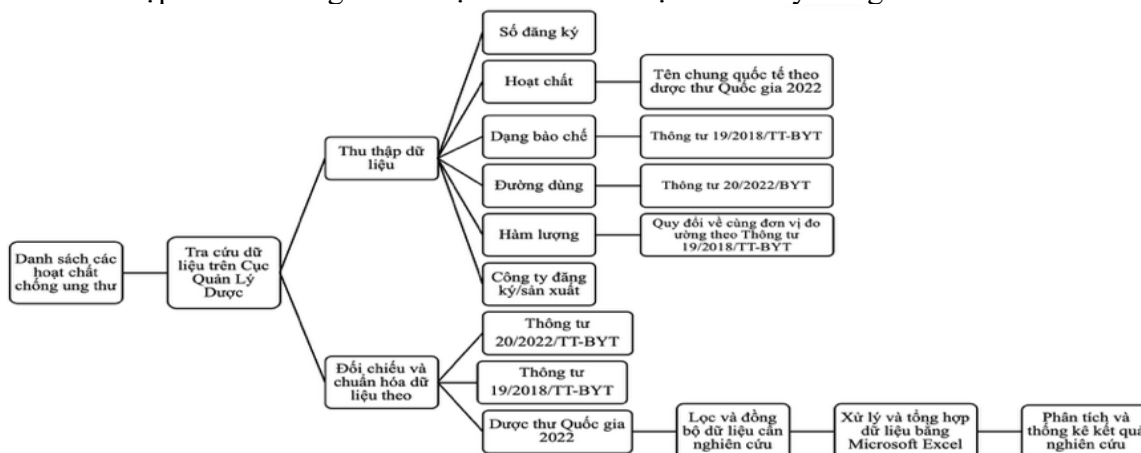 Số đăng ký
Hoạt chất
Tên chung quốc tế theo
dược thư Quốc gia 2022
Dạng bào chế
Thông tư 19/2018/TT-BYT
Thu thập dữ
liệu
Đường dùng
Thông tư 20/2022/BYT
Hàm lượng
Quy đổi về cùng đơn vị đo
ường theo Thông tư
19/2018/TT-BYT
Công ty đăng
ký/sản xuất
Danh sách các
hoạt chất
chống ung thư
Tra cứu dữ
liệu trên Cục
Quản Lý
Dược
Đối chiếu và
chuẩn hóa dữ
liệu theo
Thông tư
20/2022/TT-BYT
Thông tư
19/2018/TT-BYT
Dược thư Quốc gia
2022
Lọc và đồng
bộ dữ liệu cần
nghiên cứu
Xử lý và tổng hợp
dữ liệu bằng
Microsoft Excel
Phân tích và
thống kê kết quả
nghiên cứu